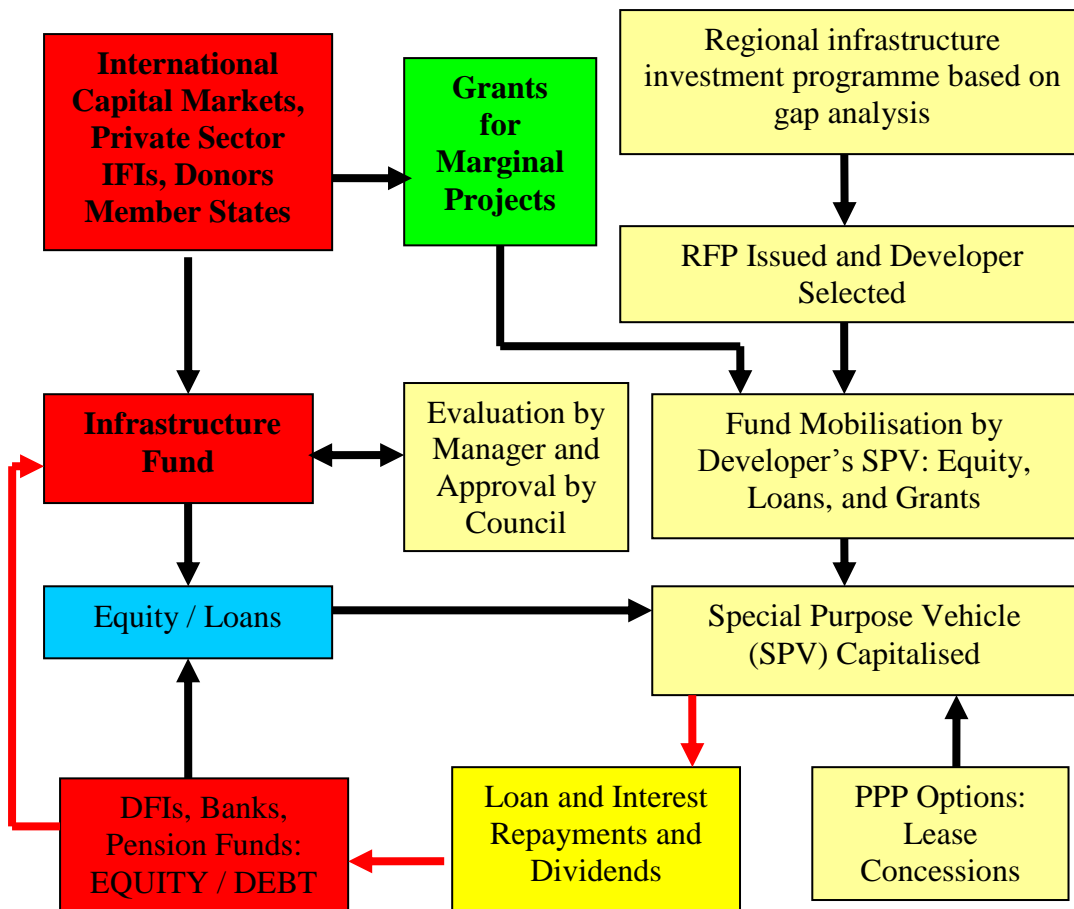 International
Capital Markets,
Private Sector
IFIs, Donors
Member States
Grants
for
Marginal
Projects
Regional infrastructure
investment programme based on
gap analysis
RFP Issued and Developer
Selected
Infrastructure
Fund
Evaluation by
Manager and
Approval by
Council
Fund Mobilisation by
Developer’s SPV: Equity,
Loans, and Grants
Equity / Loans
Special Purpose Vehicle
(SPV) Capitalised
DFIs, Banks,
Pension Funds:
EQUITY / DEBT
Loan and Interest
Repayments and
Dividends
PPP Options:
Lease
Concessions